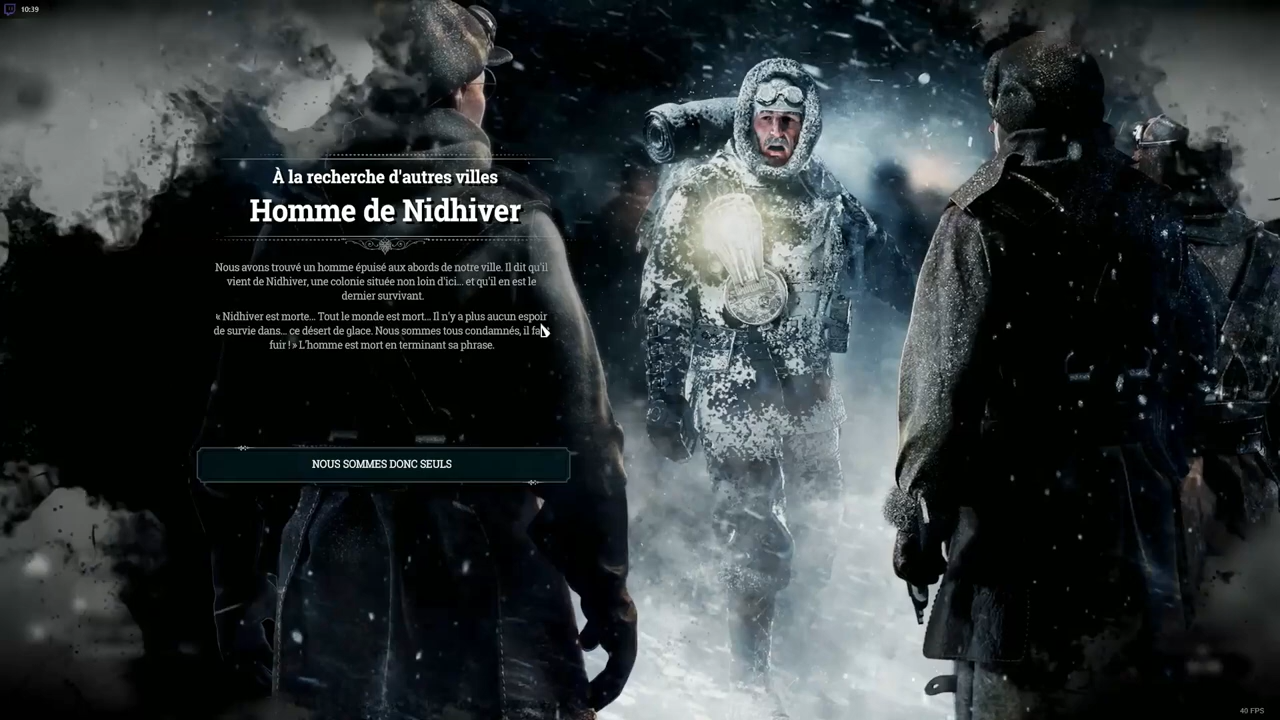 10:39
À la recherche d'autres villes
Homme de Nidhiver
Nous avons trouvé un homme épuisé aux abords de notre ville. Il dit qu'il
vient de Nidhiver, une colonie située non loin d'ici... et qu'il en est le
dernier survivant.
« Nidhiver est morte... Tout le monde est mort... Il n'y a plus aucun espoir
de survie dans... ce désert de glace. Nous sommes tous condamnés, il
fuir ! » L'homme est mort en terminant sa phrase.
NOUS SOMMES DONC SEULS
40 FPS